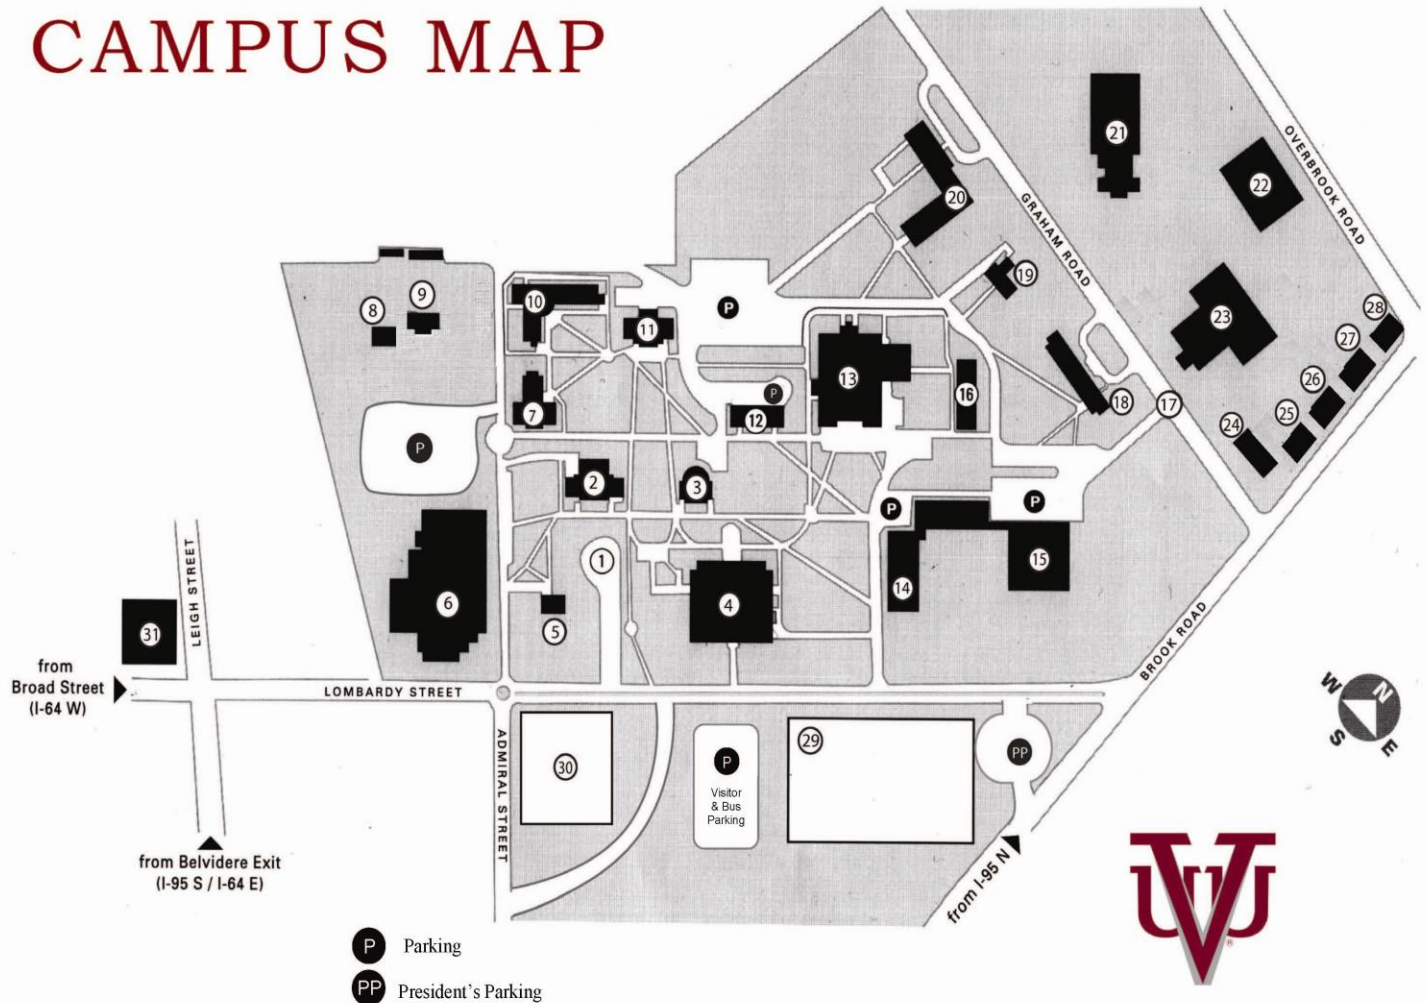 CAMPUS MAP
OVERBROOK ROAD
21
22
20
GRAHAM ROAD
19
9
8
10
P
11
23
28
27
13
P
16
26
18
17
7
12
25
24
P
2
3
P
P
15
14
1
6
4
5
LEIGH STREET
31
from
Broad Street
(I-64 W)
LOMBARDY STREET
BROOK ROAD
W
N
S
E
ADMIRAL STREET
30
P
Visitor
& Bus
Parking
29
PP
from Belvidere Exit
(I-95 S / I-64 E)
from I-95 N
VUU
®
P Parking
PP President's Parking